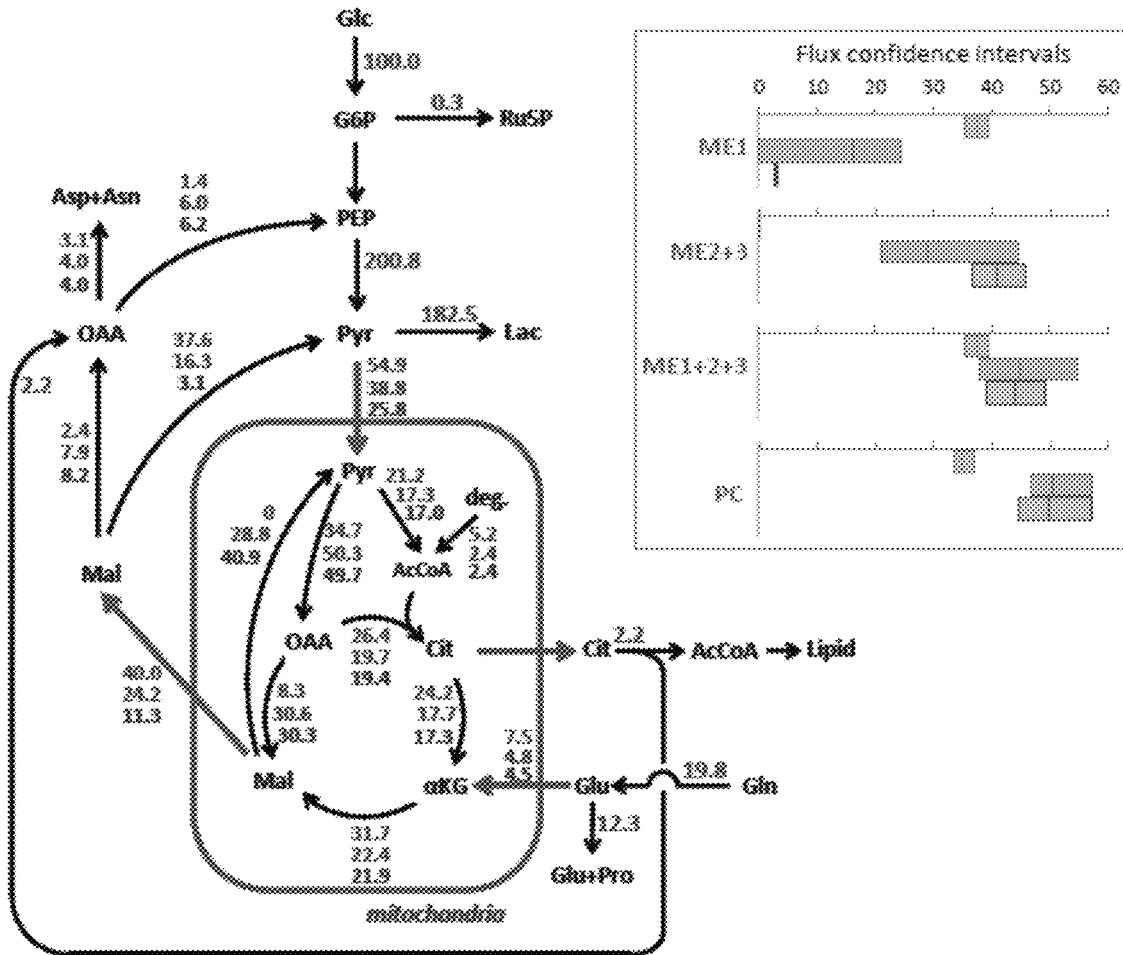 Glc
100.0
G6P
0.3
Ru5P
Asp+Asn
1.4
6.0
6.2
PEP
3.1
4.0
4.0
200.8
OAA
37.6
16.3
3.1
Pyr
182.5
Lac
2.2
54.9
38.8
25.8
2.4
7.9
8.2
Pyr
21.2
17.3
17.0
deg.
5.2
2.4
2.4
0
28.8
40.9
34.7
50.3
49.7
AcCoA
Mal
OAA
26.4
19.7
19.4
Cit
Cit
2.2
AcCoA
Lipid
40.0
24.2
11.3
8.3
30.6
30.3
24.2
17.7
17.3
7.5
4.8
4.5
Mal
αKG
Glu
19.8
Gln
31.7
22.4
21.9
12.3
Glu+Pro
mitochondria
Flux confidence intervals
0 10 20 30 40 50 60
ME1
ME2+3
ME1+2+3
PC